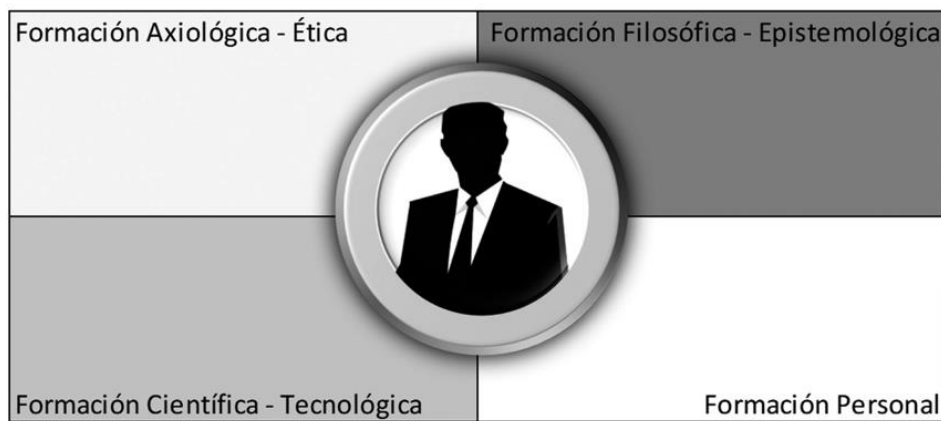 Formación Axiológica - Ética
Formación Filosófica - Epistemológica
Formación Científica - Tecnológica
Formación Personal